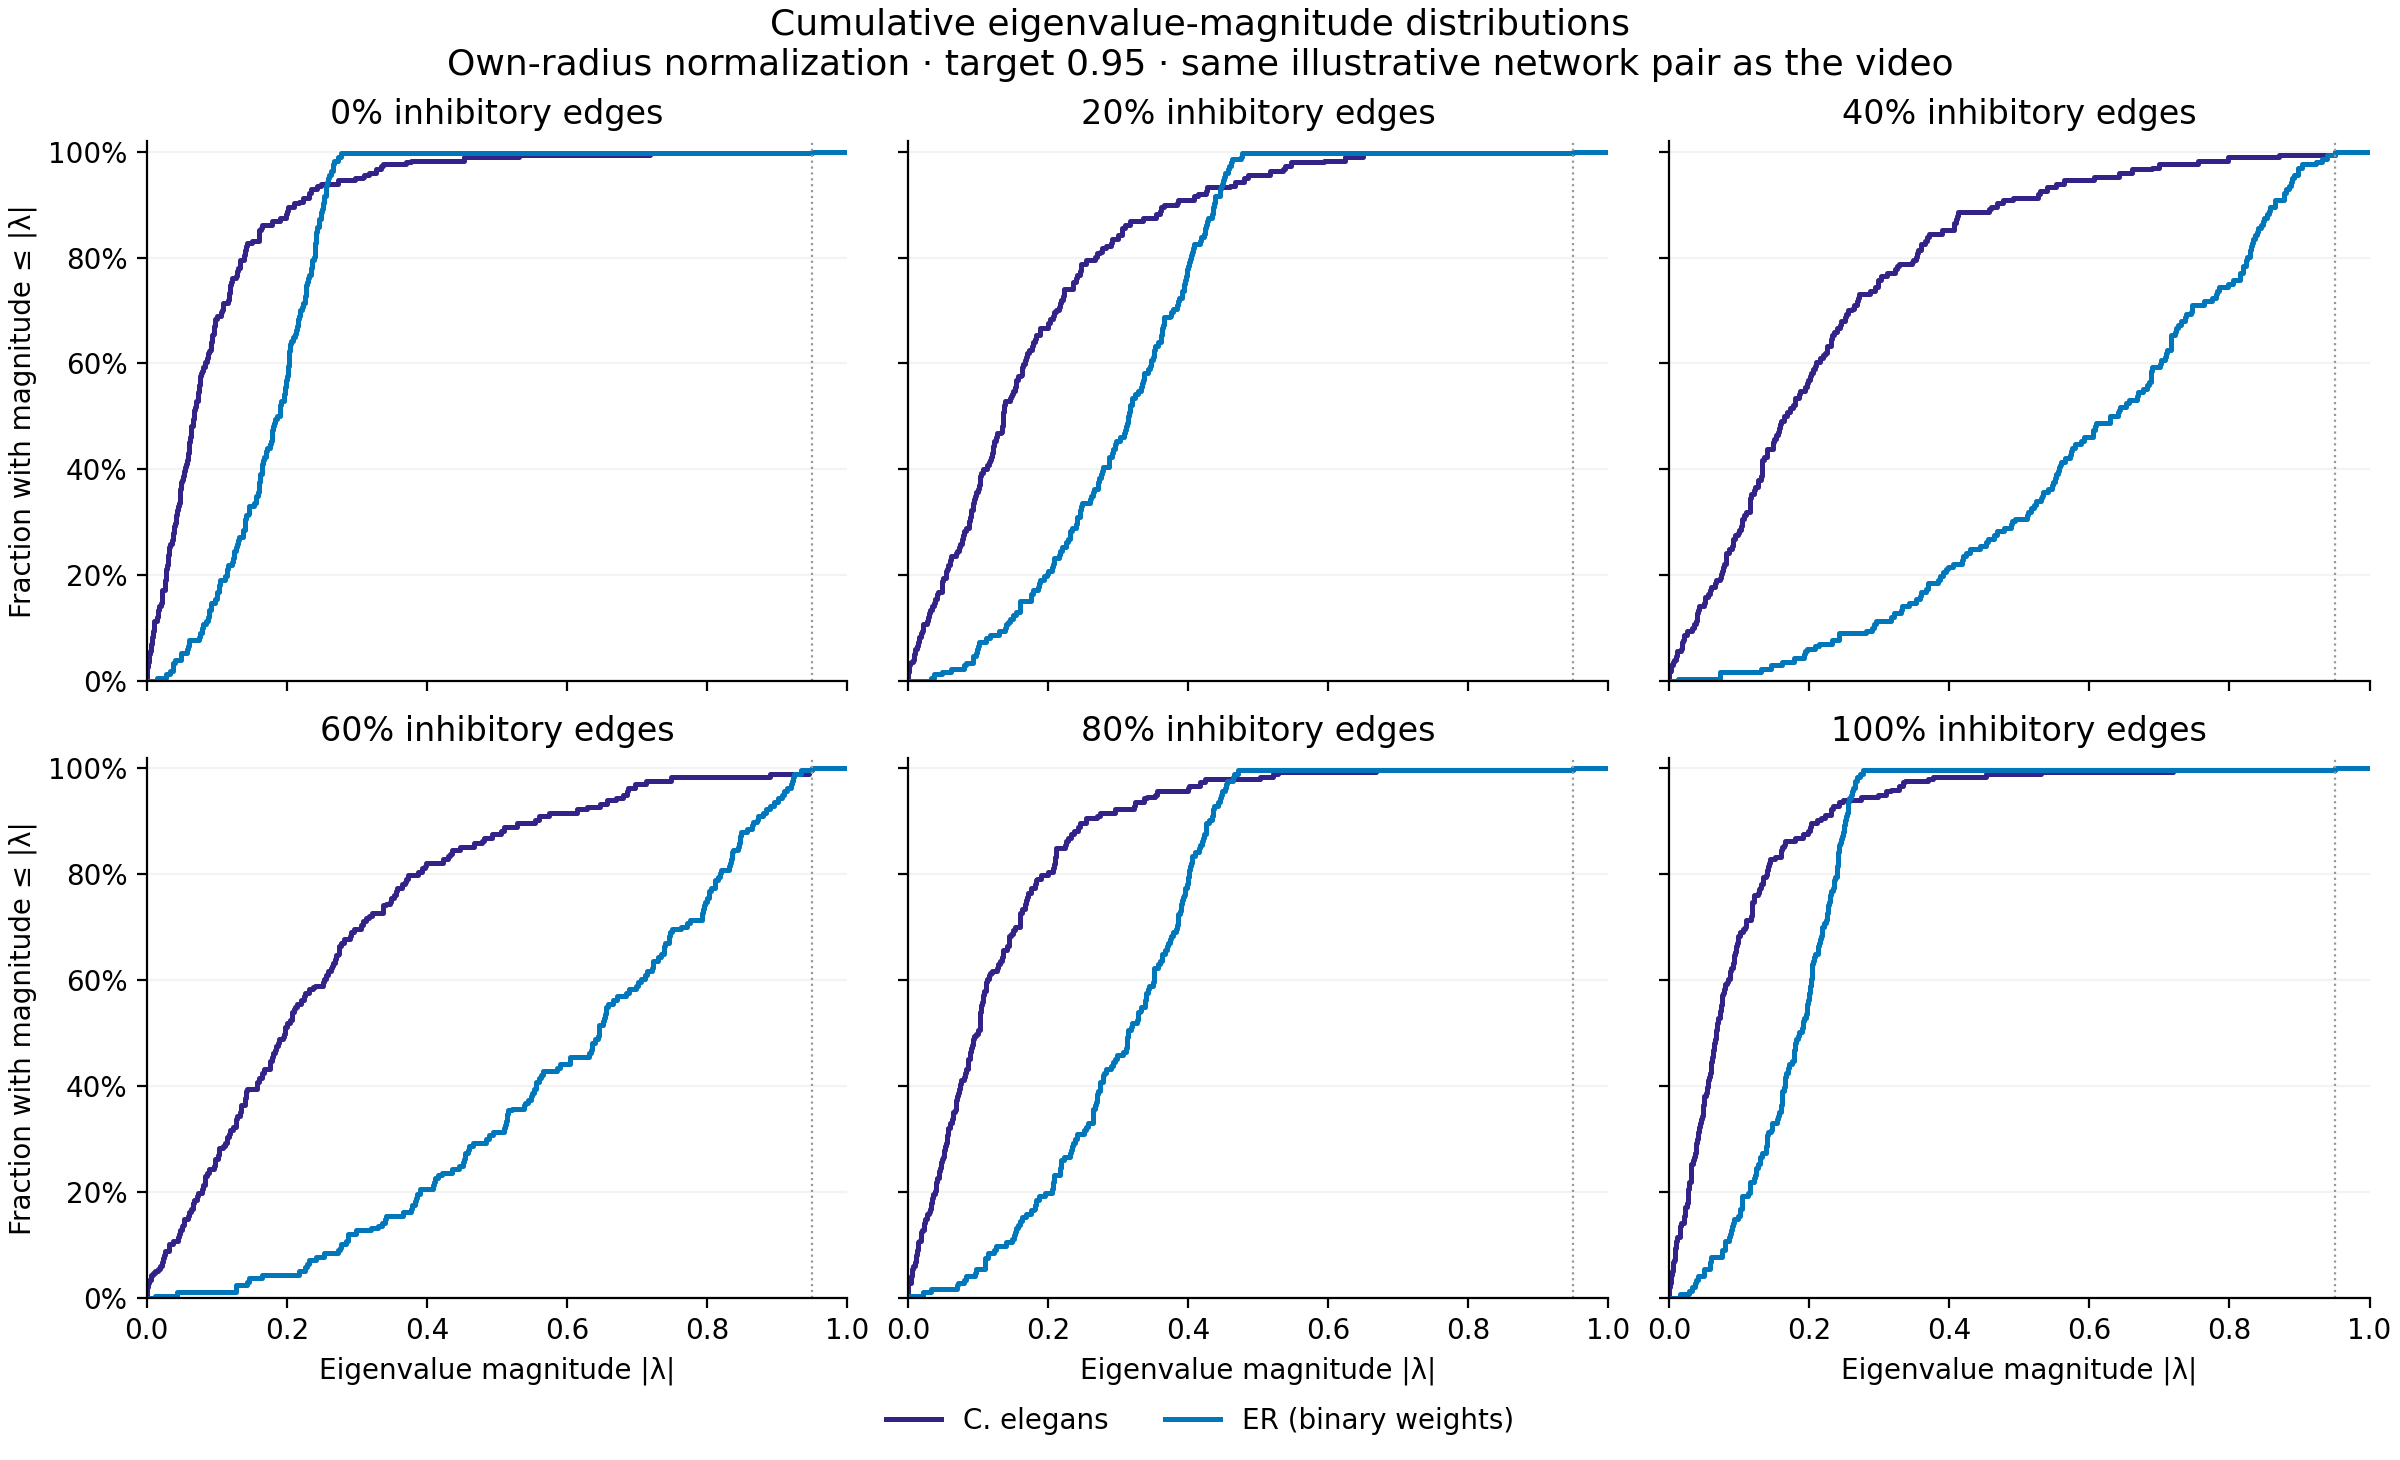 Cumulative eigenvalue-magnitude distributions
Own-radius normalization · target 0.95 · same illustrative network pair as the video
0% inhibitory edges
20% inhibitory edges
40% inhibitory edges
Fraction with magnitude ≤ |λ|
100%
80%
60%
40%
20%
0%
60% inhibitory edges
80% inhibitory edges
100% inhibitory edges
Fraction with magnitude ≤ |λ|
100%
80%
60%
40%
20%
0%
0.0 0.2 0.4 0.6 0.8 1.0
0.0 0.2 0.4 0.6 0.8 1.0
0.0 0.2 0.4 0.6 0.8 1.0
Eigenvalue magnitude |λ|
Eigenvalue magnitude |λ|
Eigenvalue magnitude |λ|
C. elegans
ER (binary weights)